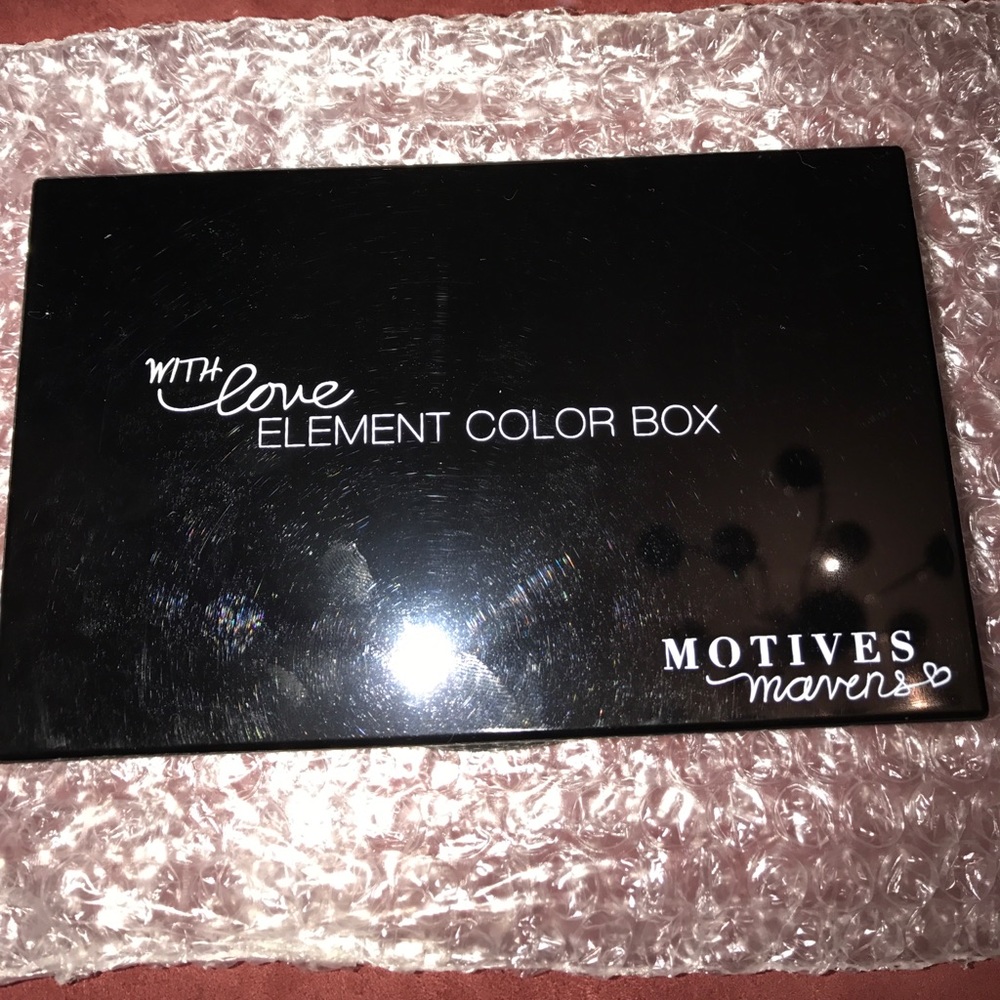 WITH love
ELEMENT COLOR BOX
MOTIVES
mavens